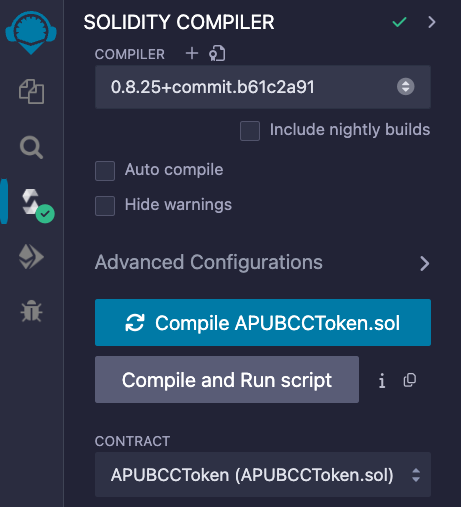 SOLIDITY COMPILER
COMPILER
0.8.25+commit.b61c2a91
Include nightly builds
Auto compile
Hide warnings
Advanced Configurations
Compile APUBCCToken.sol
Compile and Run script
CONTRACT
APUBCCToken (APUBCCToken.sol)